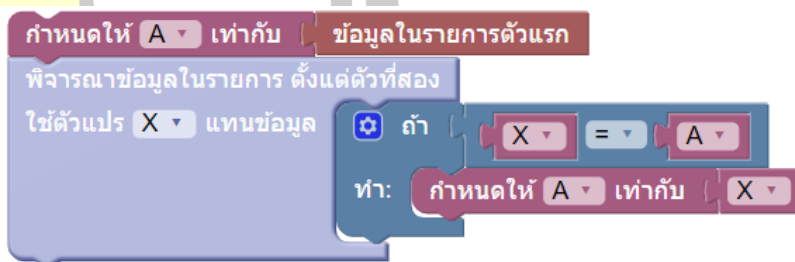 กำหนดให้ A เท่ากับ ข้อมูลในรายการตัวแรก
พิจารณาข้อมูลในรายการ ตั้งแต่ตัวที่สอง
ใช้ตัวแปร X แทนข้อมูล ถ้า X = A
ทำ: กำหนดให้ A เท่ากับ X